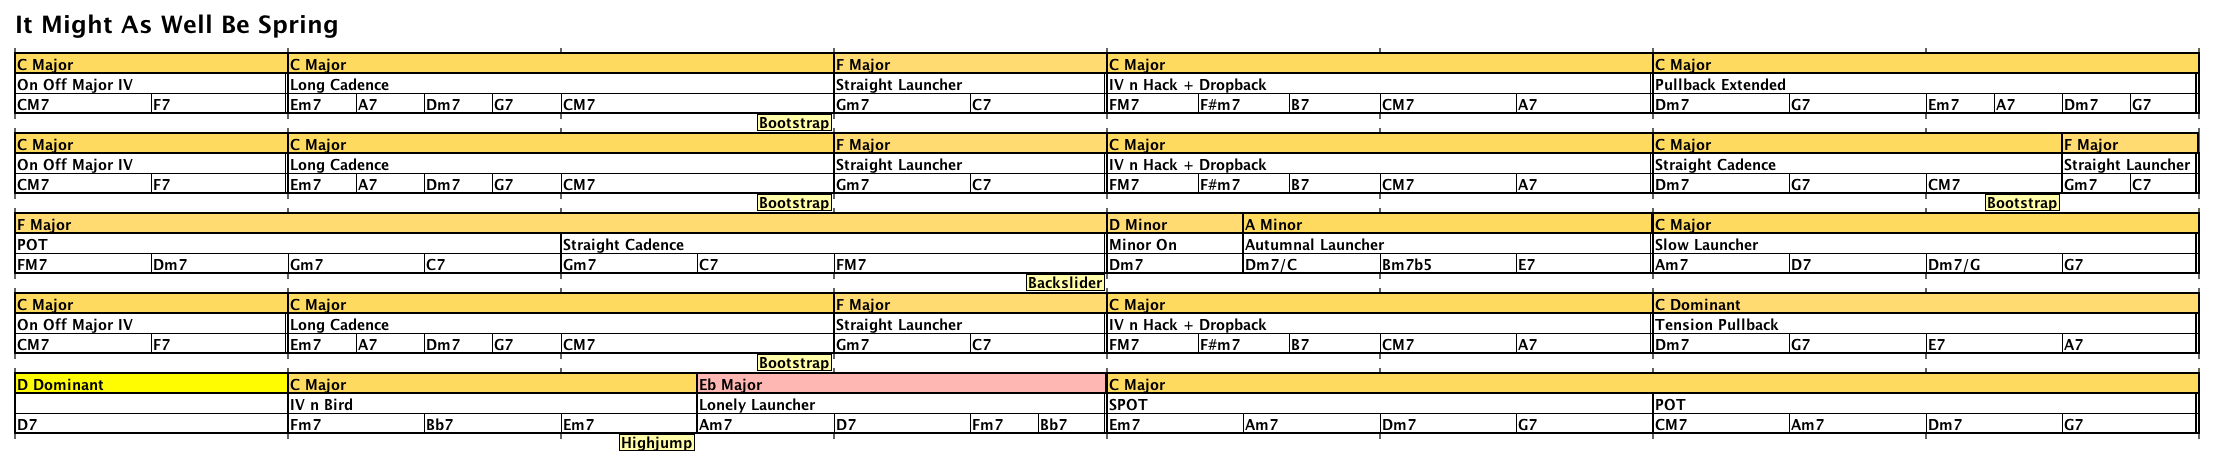 It Might As Well Be Spring
C Major C Major F Major C Major C Major
On Off Major IV Long Cadence Straight Launcher IV n Hack + Dropback Pullback Extended
CM7 F7 Em7 A7 Dm7 G7 CM7 Gm7 C7 FM7 F#m7 B7 CM7 A7 Dm7 G7 Em7 A7 Dm7 G7
Bootstrap
C Major C Major F Major C Major C Major F Major
On Off Major IV Long Cadence Straight Launcher IV n Hack + Dropback Straight Cadence Straight Launcher
CM7 F7 Em7 A7 Dm7 G7 CM7 Gm7 C7 FM7 F#m7 B7 CM7 A7 Dm7 G7 CM7 Gm7 C7
Bootstrap Bootstrap
F Major D Minor A Minor C Major
POT Straight Cadence Minor On Autumnal Launcher Slow Launcher
FM7 Dm7 Gm7 C7 Gm7 C7 FM7 Dm7 Dm7/C Bm7b5 E7 Am7 D7 Dm7/G G7
Backslider
C Major C Major F Major C Major C Dominant
On Off Major IV Long Cadence Straight Launcher IV n Hack + Dropback Tension Pullback
CM7 F7 Em7 A7 Dm7 G7 CM7 Gm7 C7 FM7 F#m7 B7 CM7 A7 Dm7 G7 E7 A7
Bootstrap
D Dominant C Major Eb Major C Major
IV n Bird Lonely Launcher SPOT POT
D7 Fm7 Bb7 Em7 Am7 D7 Fm7 Bb7 Em7 Am7 Dm7 G7 CM7 Am7 Dm7 G7
Highjump